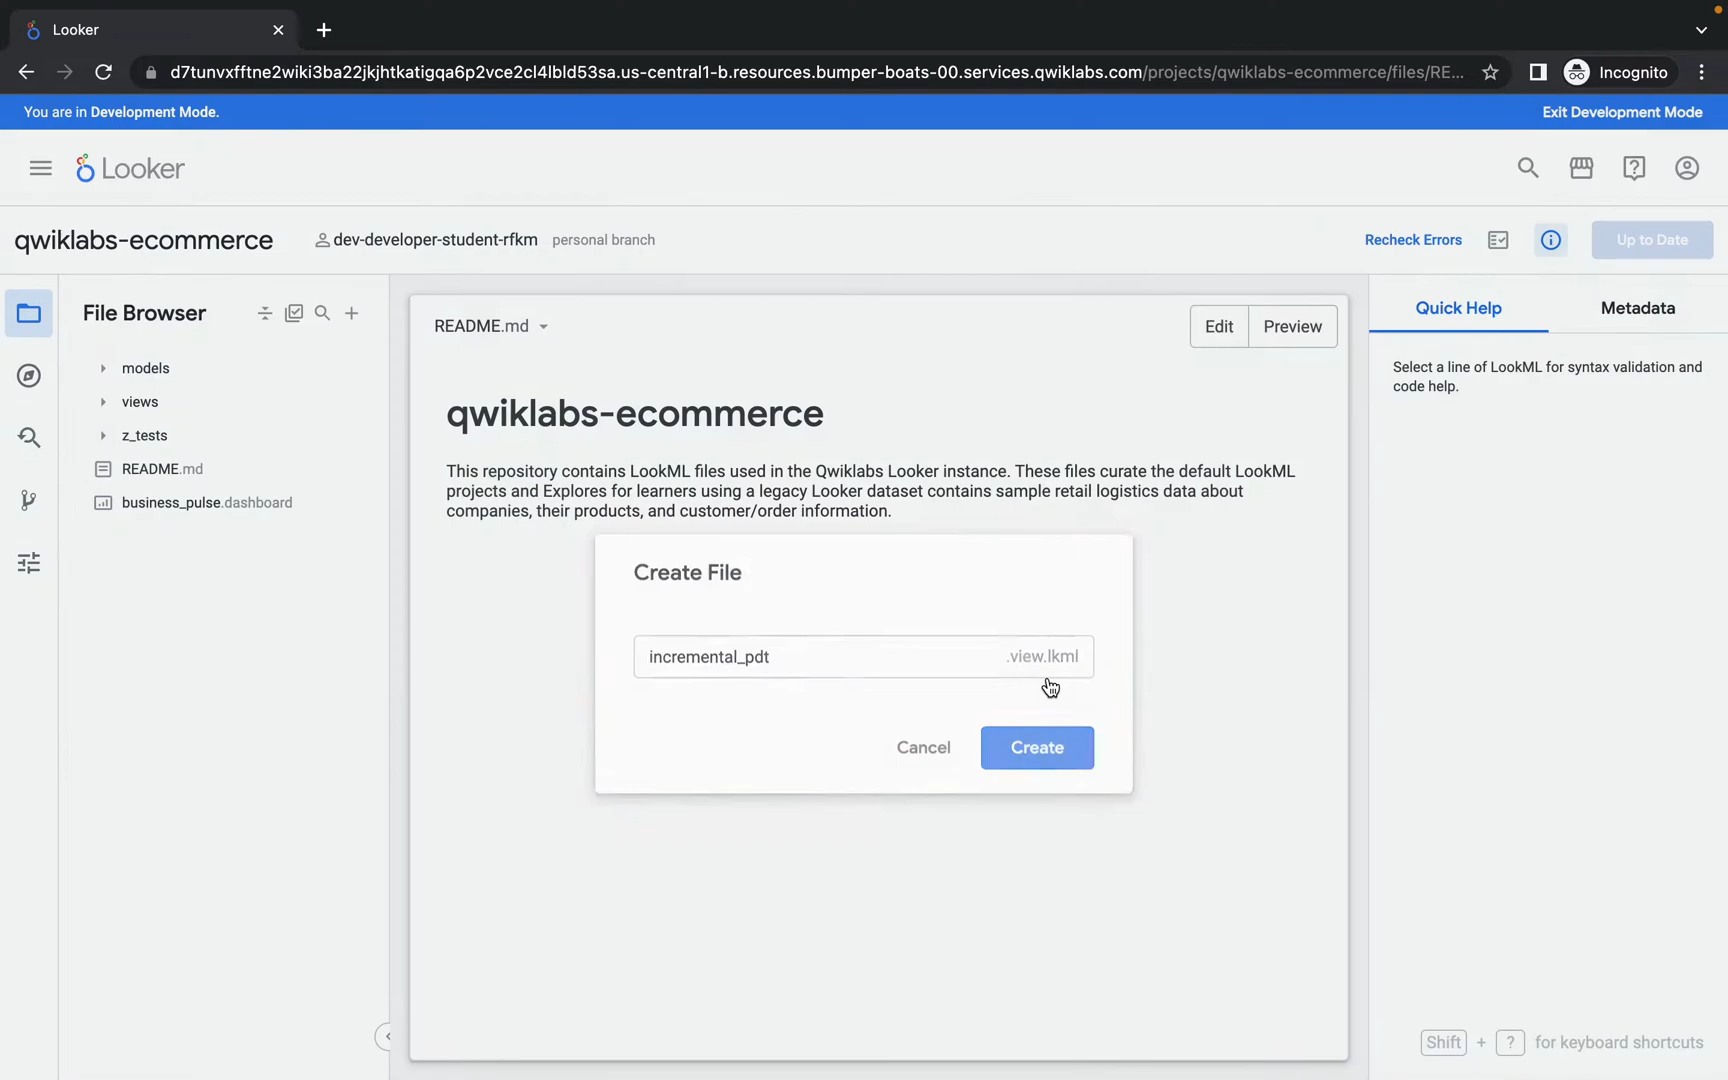 Looker
d7tunvxfftne2wiki3ba22jkjhtkatigqa6p2vce2cl4lbld53sa.us-central1-b.resources.bumper-boats-00.services.qwiklabs.com/projects/qwiklabs-ecommerce/files/RE...
Incognito
You are in Development Mode.
Exit Development Mode
Looker
qwiklabs-ecommerce
dev-developer-student-rfkm personal branch
Recheck Errors
Up to Date
File Browser
models
views
z_tests
README.md
business_pulse.dashboard
README.md
Edit
Preview
qwiklabs-ecommerce
This repository contains LookML files used in the Qwiklabs Looker instance. These files curate the default LookML
projects and Explores for learners using a legacy Looker dataset contains sample retail logistics data about
companies, their products, and customer/order information.
Create File
incremental_pdt
.view.lkml
Cancel
Create
Quick Help
Metadata
Select a line of LookML for syntax validation and
code help.
Shift + ? for keyboard shortcuts